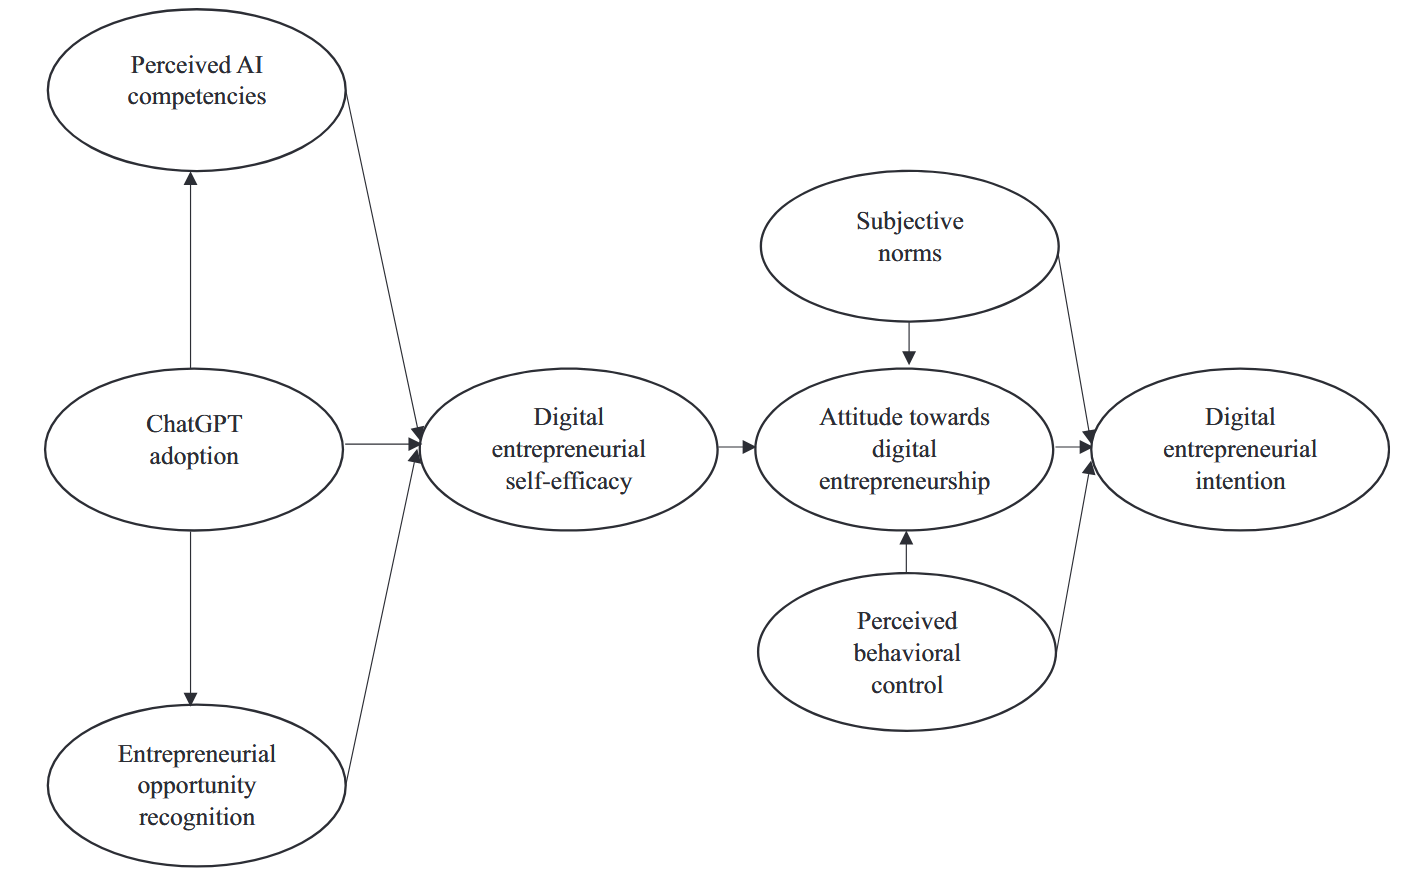 Perceived AI
competencies
Subjective
norms
ChatGPT
adoption
Digital
entrepreneurial
self-efficacy
Attitude towards
digital
entrepreneurship
Digital
entrepreneurial
intention
Perceived
behavioral
control
Entrepreneurial
opportunity
recognition